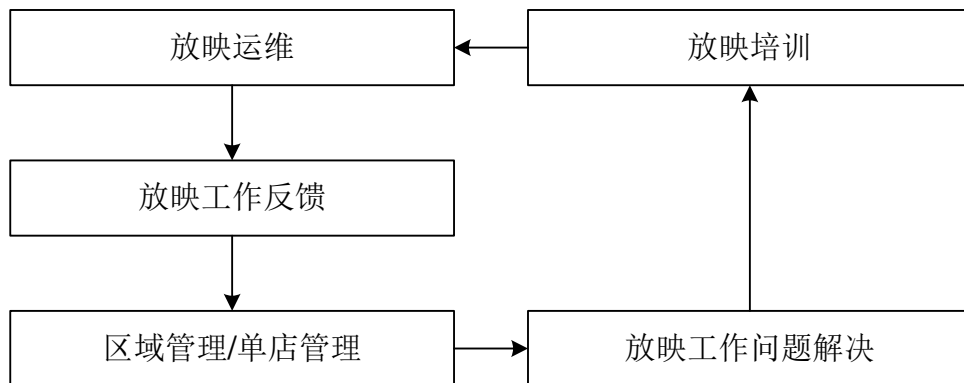 放映运维
放映培训
放映工作反馈
区域管理/单店管理
放映工作问题解决